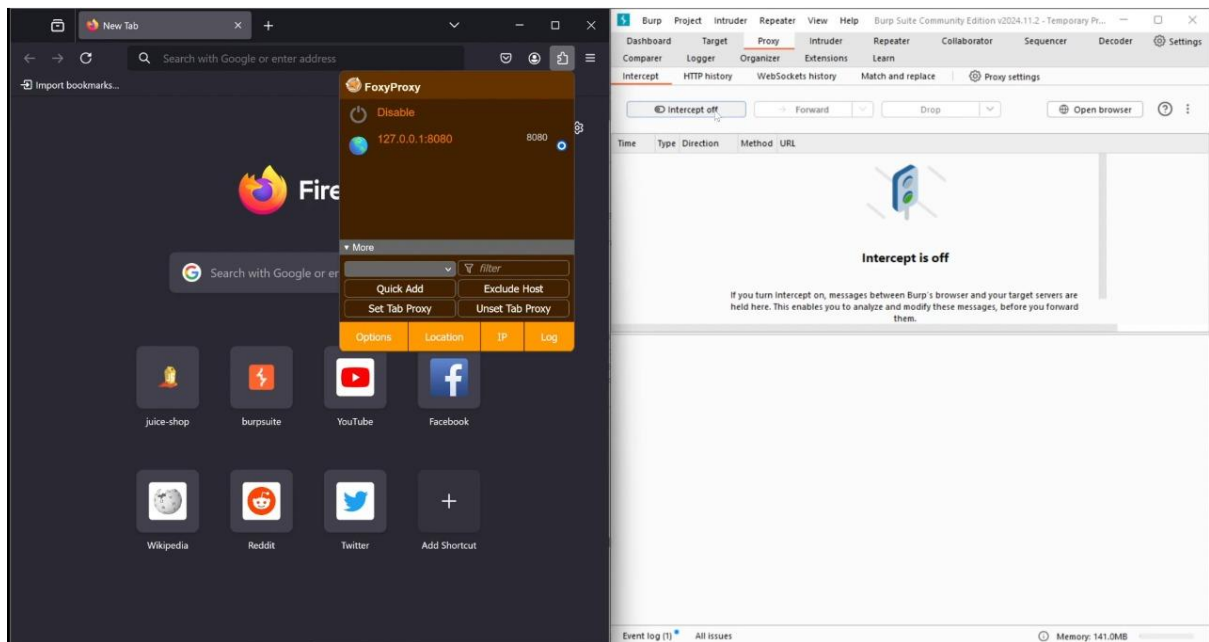 New Tab
Search with Google or enter address
Import bookmarks...
FoxyProxy
Disable
127.0.0.1:8080 8080
Fire
Search with Google or er
More
filter
Quick Add Exclude Host
Set Tab Proxy Unset Tab Proxy
Options Location IP Log
juice-shop burpsuite YouTube Facebook
Wikipedia Reddit Twitter Add Shortcut
Burp Project Intruder Repeater View Help Burp Suite Community Edition v2024.11.2 - Temporary Pr...
Dashboard Target Proxy Intruder Repeater Collaborator Sequencer Decoder Settings
Comparer Logger Organizer Extensions Learn
Intercept HTTP history WebSockets history Match and replace Proxy settings
Intercept off Forward Drop Open browser
Time Type Direction Method URL
Intercept is off
If you turn Intercept on, messages between Burp's browser and your target servers are
held here. This enables you to analyze and modify these messages, before you forward
them.
Event log (1) All issues Memory: 141.0MB